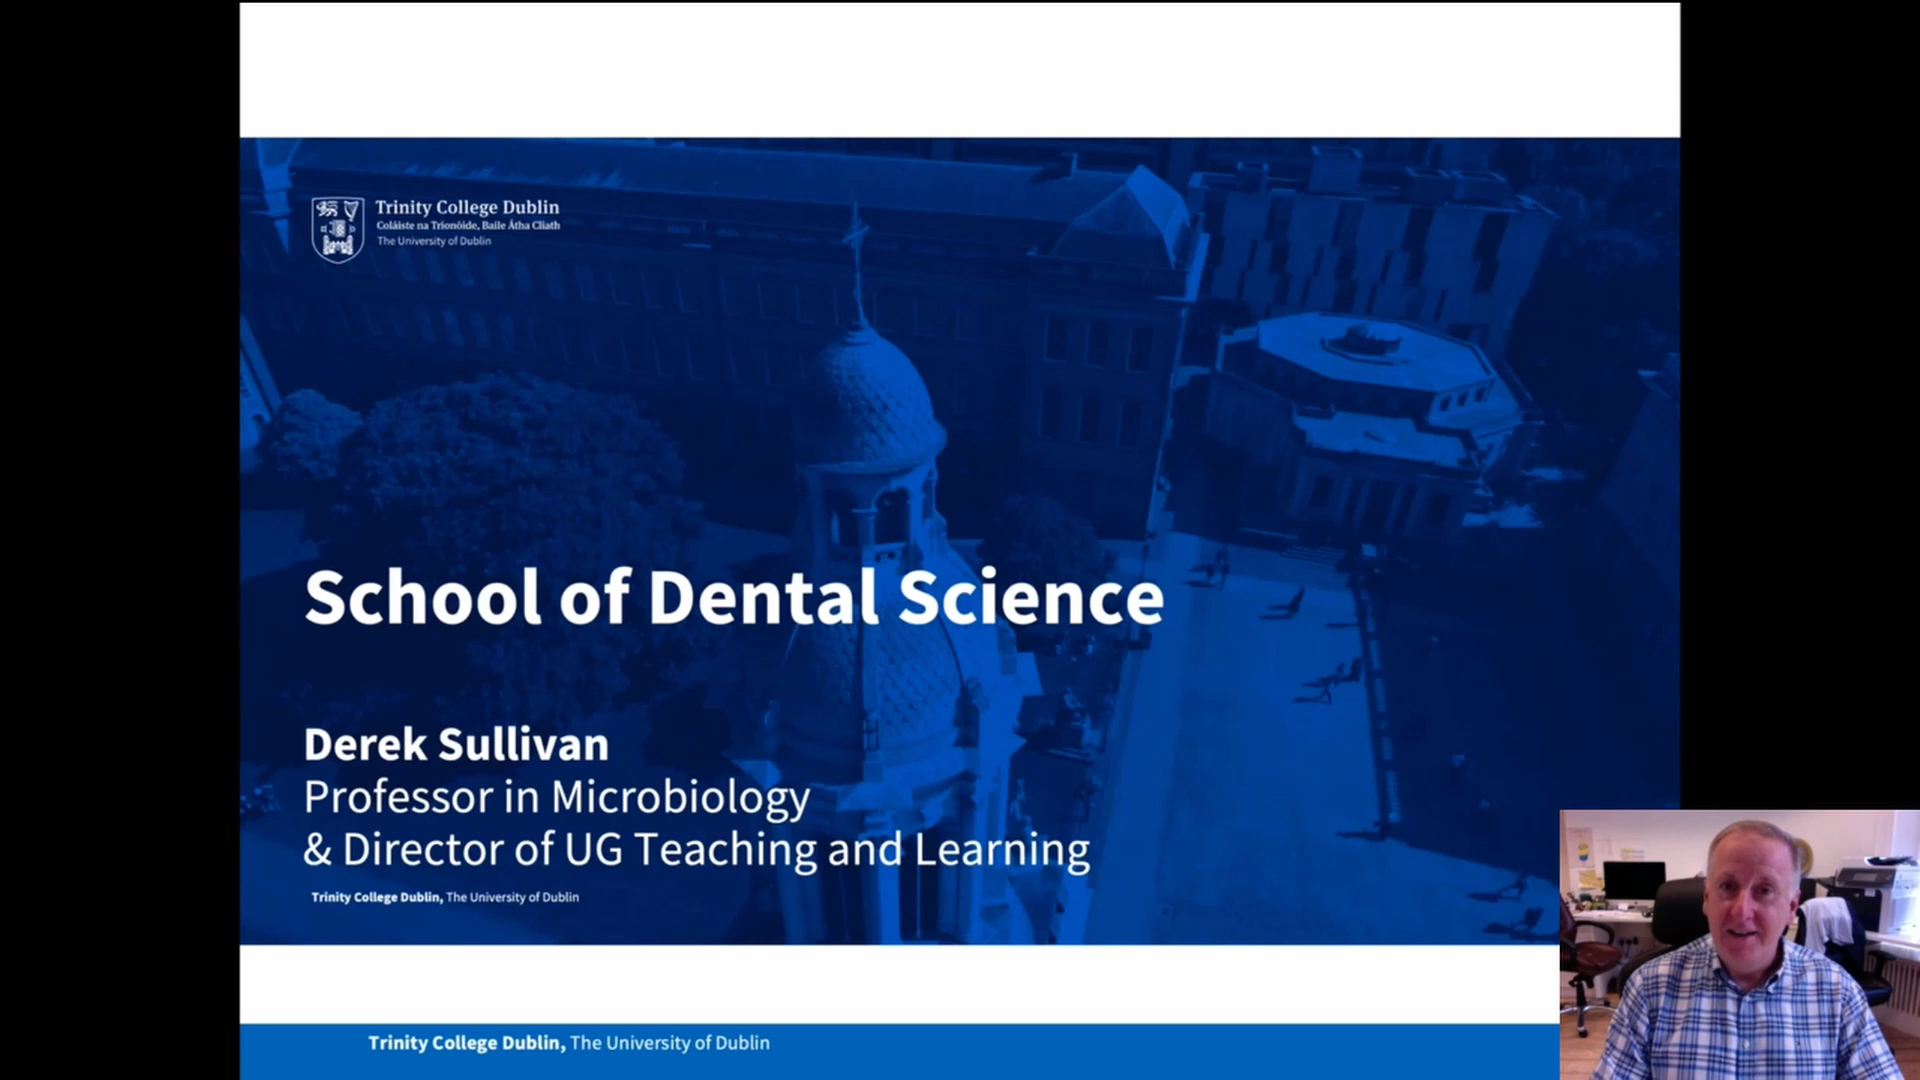 Trinity College Dublin
Coláiste na Tríonóide, Baile Átha Cliath
The University of Dublin
School of Dental Science
Derek Sullivan
Professor in Microbiology
& Director of UG Teaching and Learning
Trinity College Dublin, The University of Dublin
Trinity College Dublin, The University of Dublin